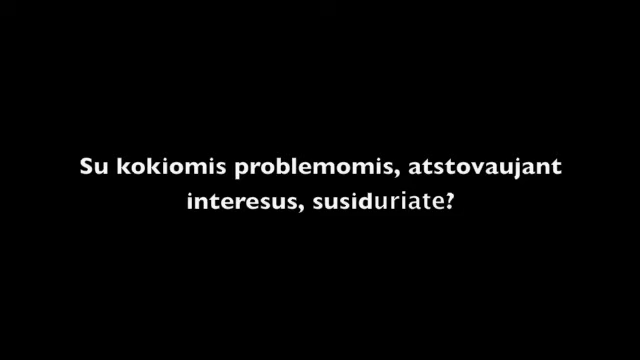 Su kokiomis problemomis, atstovaujant
interesus, susiduriate?